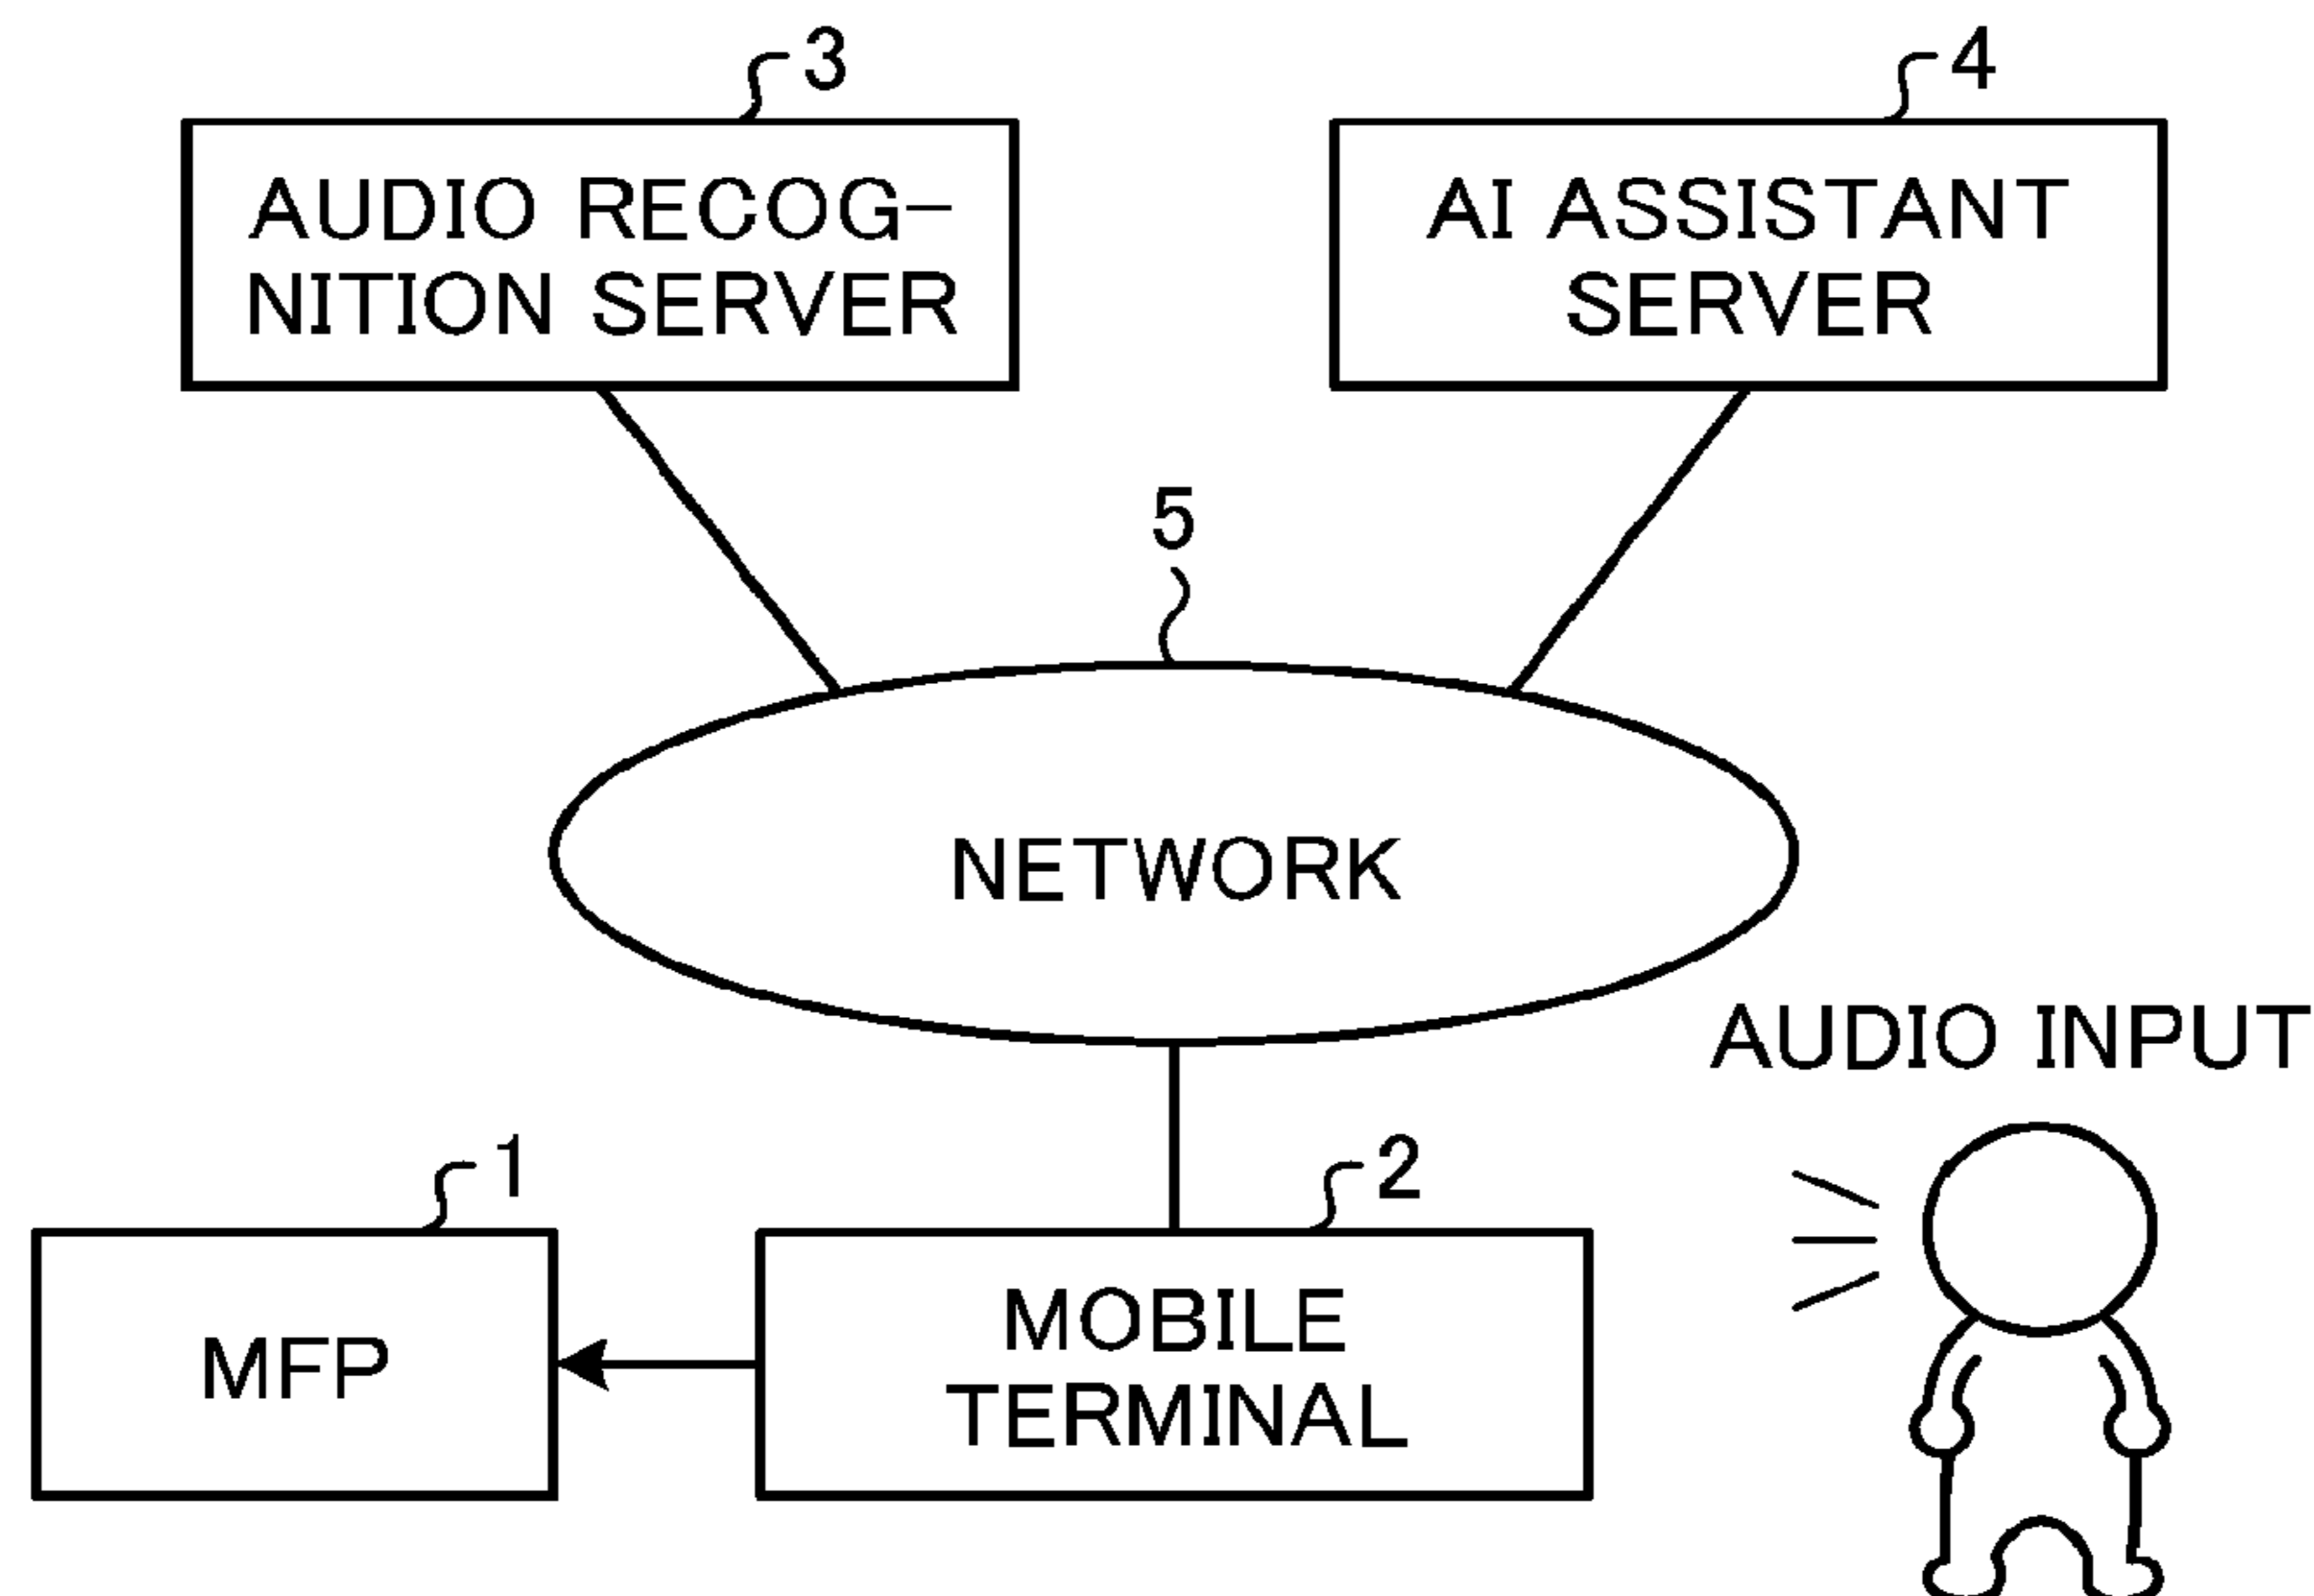 3
AUDIO RECOG-
NITION SERVER
4
AI ASSISTANT
SERVER
5
NETWORK
AUDIO INPUT
1
MFP
2
MOBILE
TERMINAL